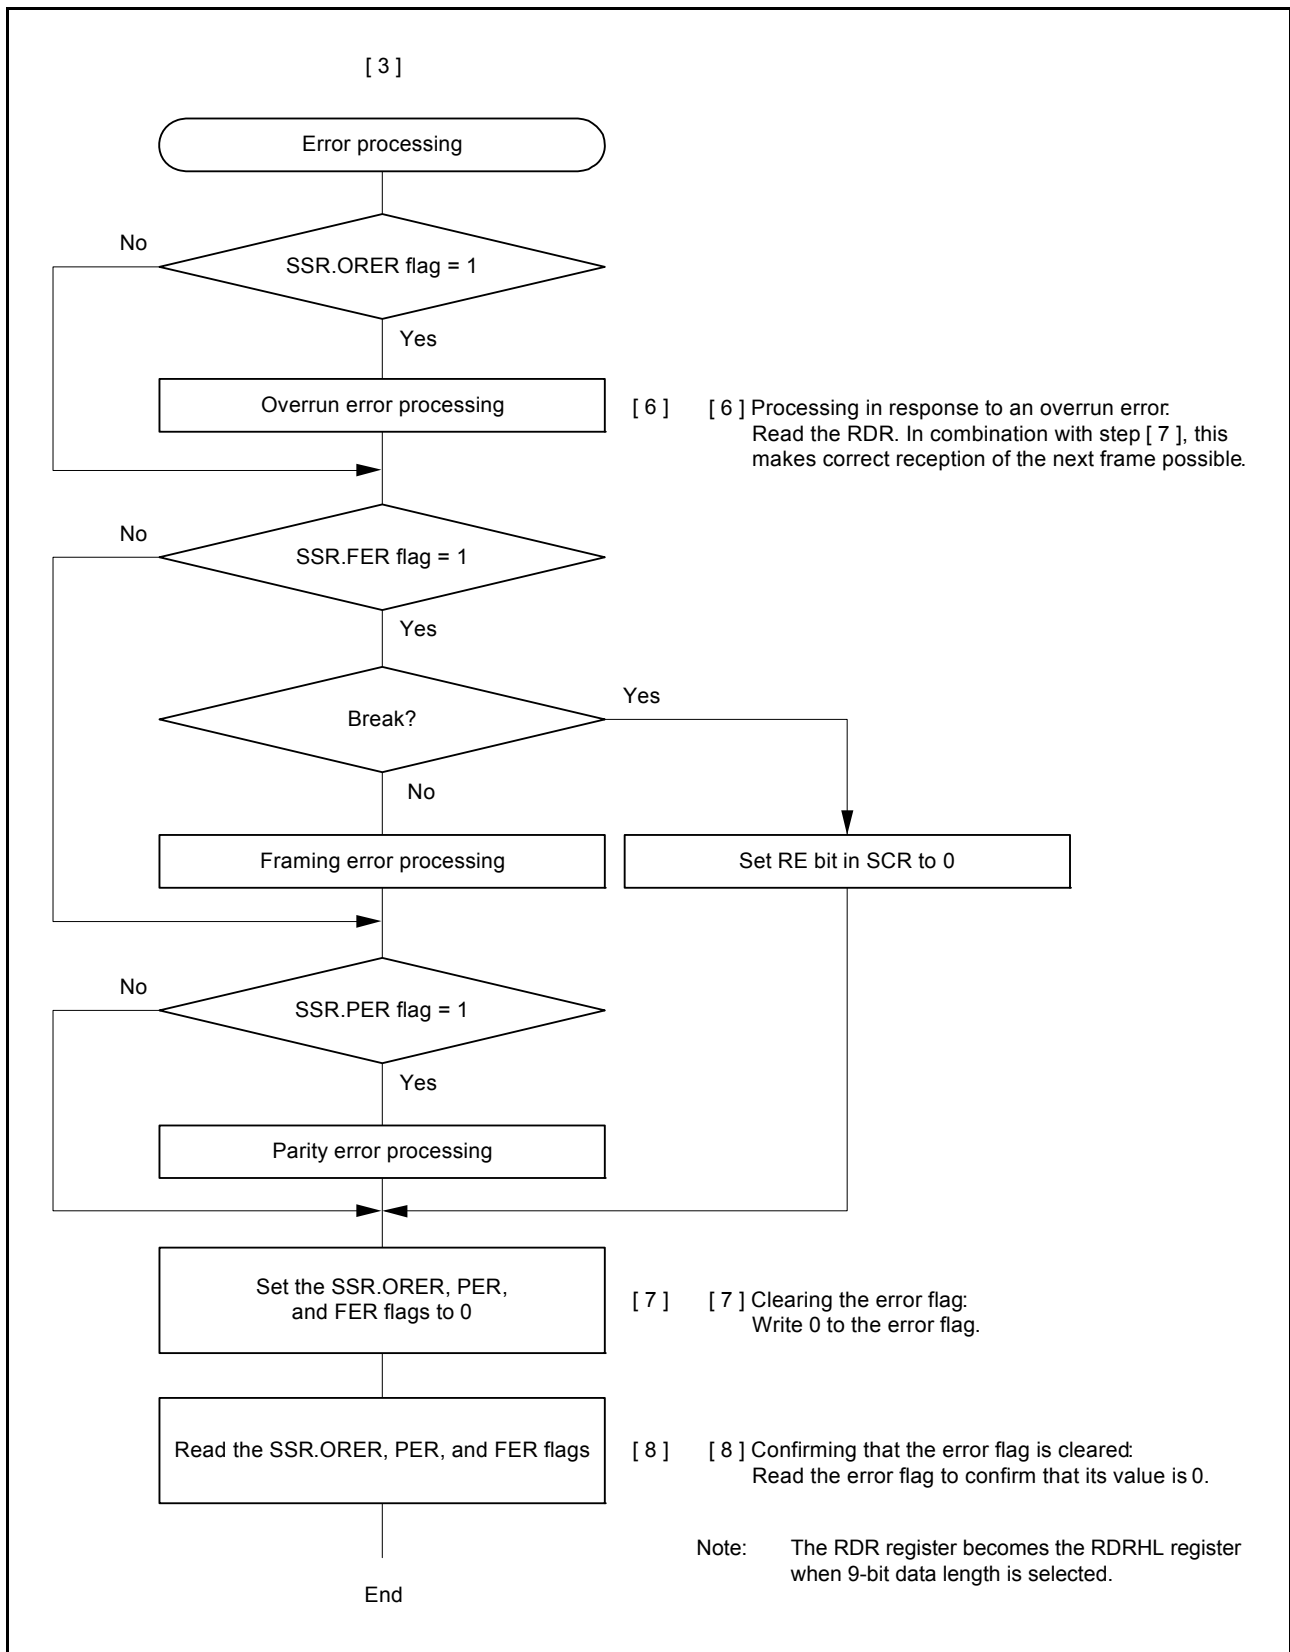 [ 3 ]
Error processing
No
SSR.ORER flag = 1
Yes
Overrun error processing
[ 6 ]
[ 6 ] Processing in response to an overrun error:
Read the RDR. In combination with step [ 7 ], this
makes correct reception of the next frame possible.
No
SSR.FER flag = 1
Yes
Break?
Yes
No
Framing error processing
Set RE bit in SCR to 0
No
SSR.PER flag = 1
Yes
Parity error processing
Set the SSR.ORER, PER,
and FER flags to 0
[ 7 ]
[ 7 ] Clearing the error flag:
Write 0 to the error flag.
Read the SSR.ORER, PER, and FER flags
[ 8 ]
[ 8 ] Confirming that the error flag is cleared:
Read the error flag to confirm that its value is 0.
Note: The RDR register becomes the RDRHL register
when 9-bit data length is selected.
End